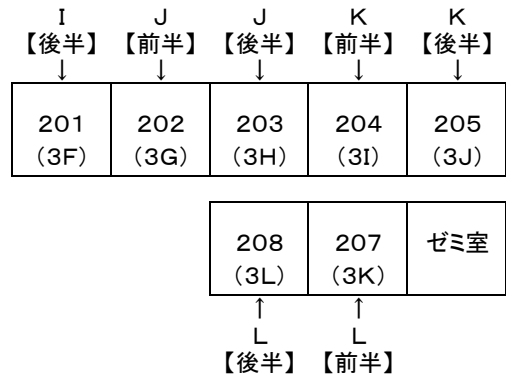 I J J K K
【後半】 【前半】 【後半】 【前半】 【後半】
↓ ↓ ↓ ↓ ↓
201 202 203 204 205
(3F) (3G) (3H) (3I) (3J)
208 207 ゼミ室
(3L) (3K)
↑ ↑
L L
【後半】 【前半】